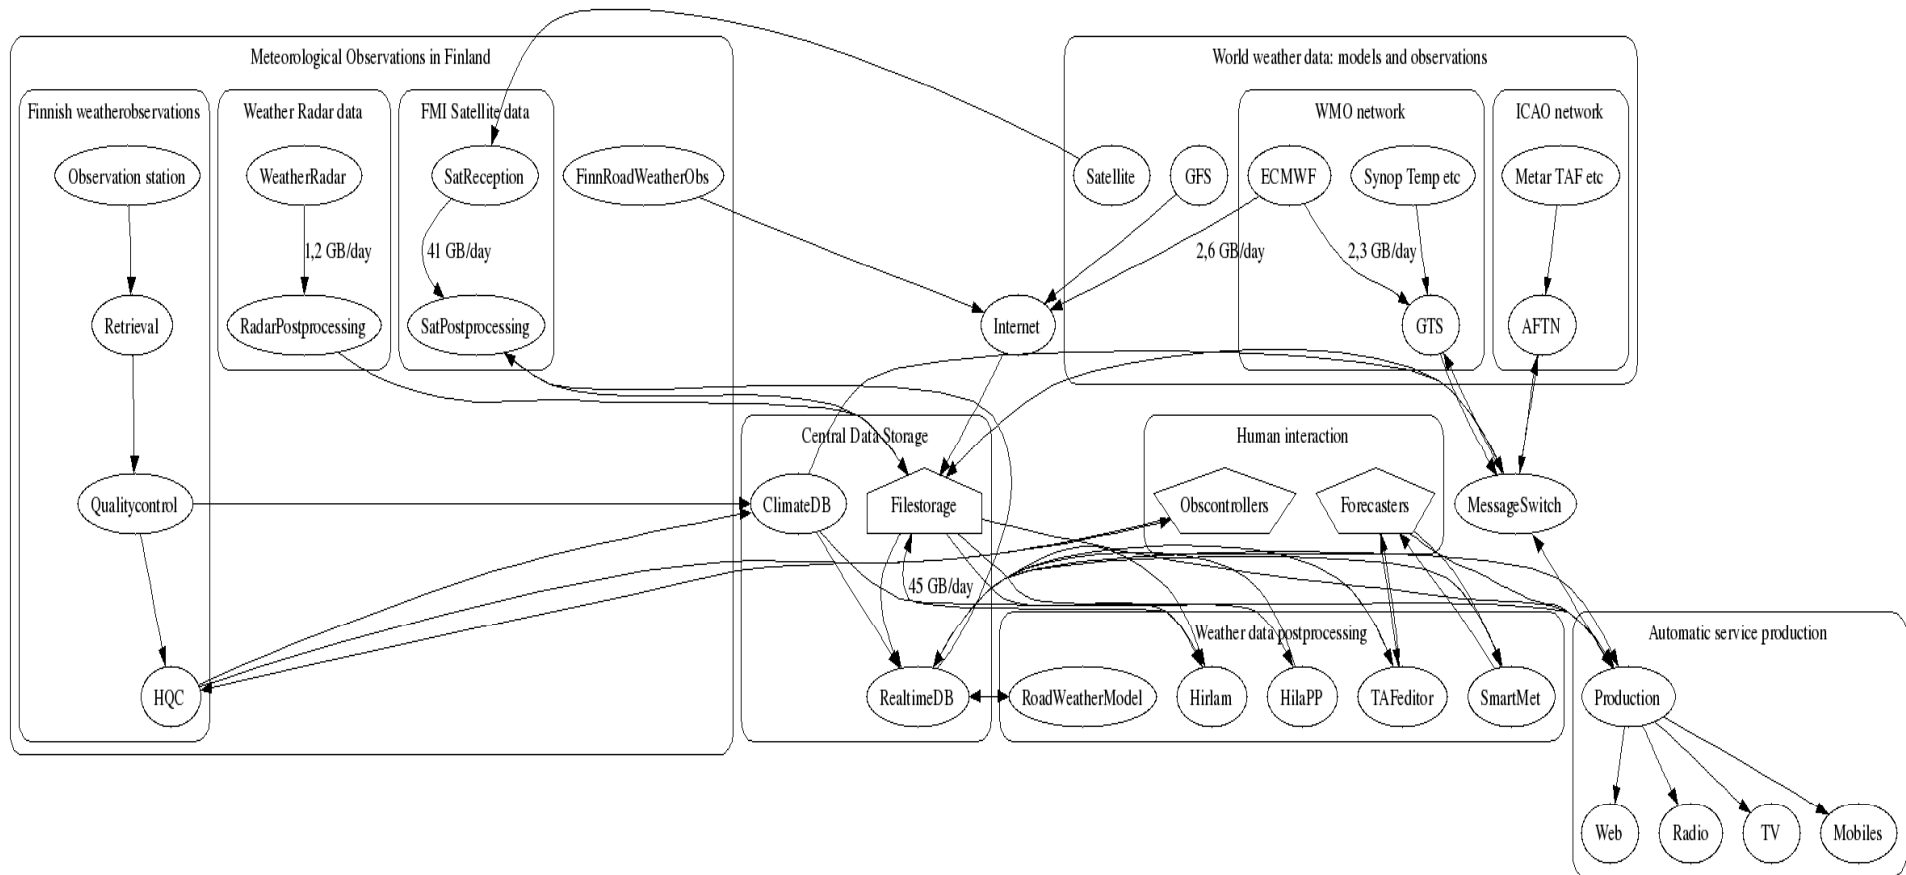 Meteorological Observations in Finland
World weather data: models and observations
Finnish weatherobservations
Weather Radar data
FMI Satellite data
WMO network
ICAO network
Observation station
WeatherRadar
SatReception
FinnRoadWeatherObs
Satellite
GFS
ECMWF
Synop Temp etc
Metar TAF etc
1,2 GB/day
41 GB/day
2,6 GB/day
2,3 GB/day
Retrieval
RadarPostprocessing
SatPostprocessing
Internet
GTS
AFTN
Central Data Storage
Human interaction
Qualitycontrol
ClimateDB
Filestorage
Obscontrollers
Forecasters
MessageSwitch
45 GB/day
Weather data postprocessing
Automatic service production
HQC
RealtimeDB
RoadWeatherModel
Hirlam
HilaPP
TAFeditor
SmartMet
Production
Web
Radio
TV
Mobiles